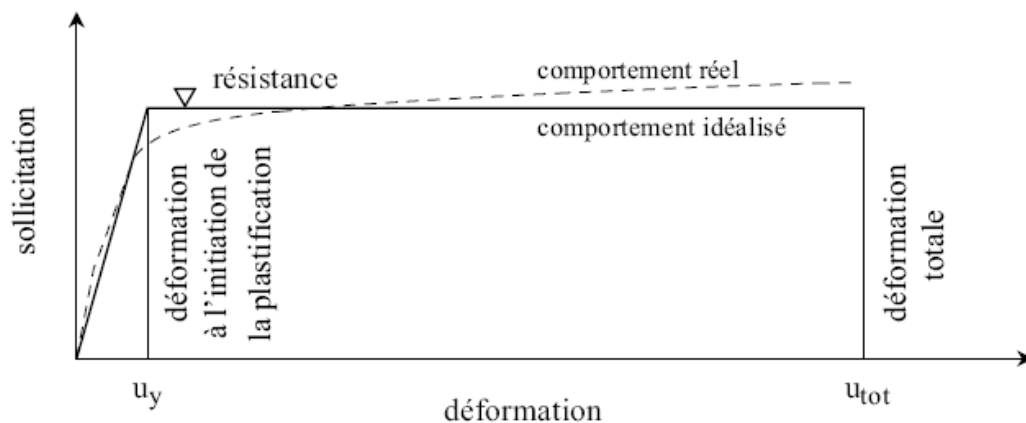 résistance
comportement réel
comportement idéalisé
sollicitation
déformation
à l'initiation de
la plastification
déformation
totale
u_y
déformation
u_tot